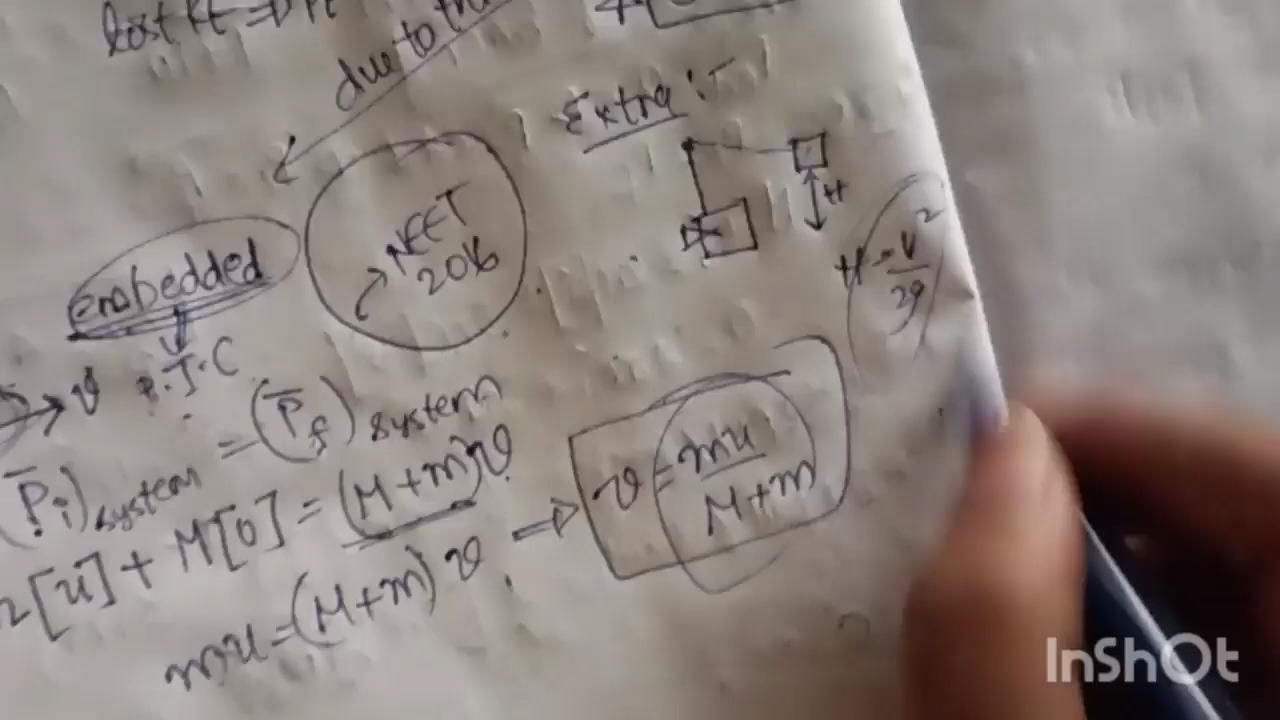 lost KE =
due to
Extra :-
H
H = v²/2g
NEET
2016
embedded
P.I.C
v
(P̄i)system = (P̄f)system
[u] + M[0] = (M+m)v
mu = (M+m) v
⇒ v = mu/M+m
InShOt